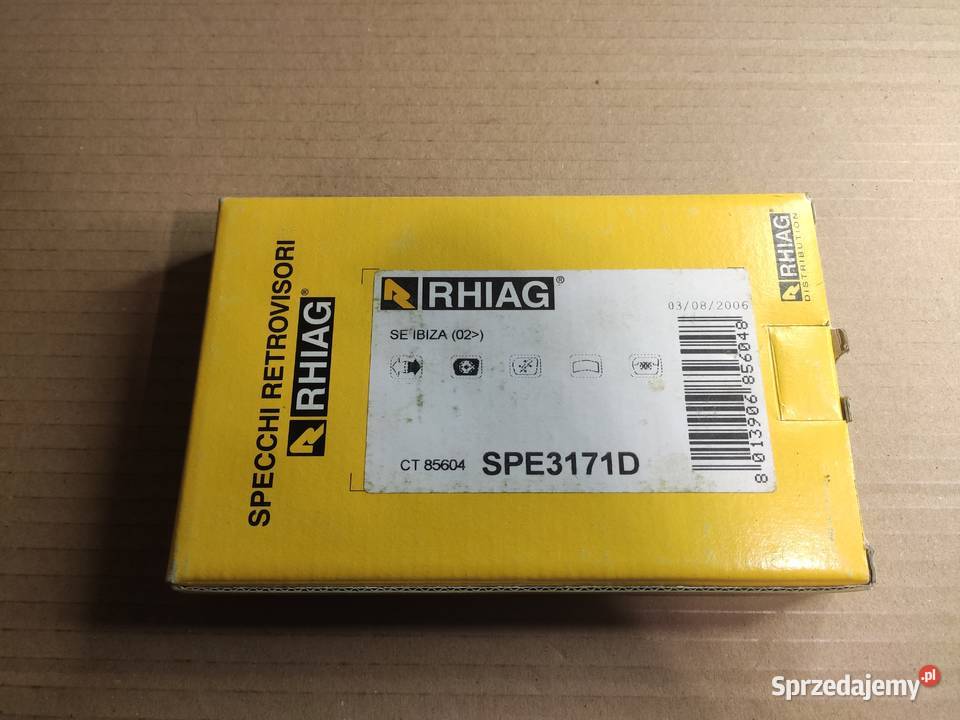 SPECCHI RETROVISORI
RHIAG®
RHIAG®
03/08/2006
SE IBIZA (02>)
CT 85604 SPE3171D
8 013906 856048
RHIAG®
DISTRIBUTION
Sprzedajemy.pl